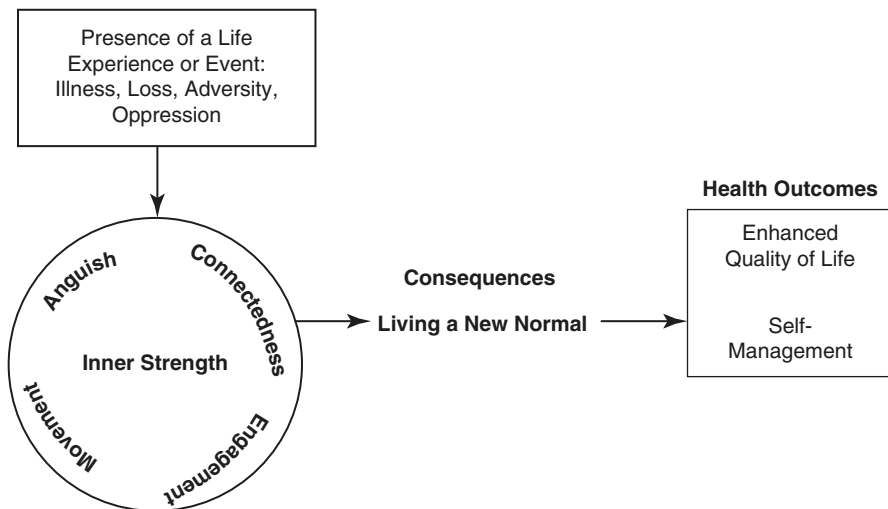 Presence of a Life
Experience or Event:
Illness, Loss, Adversity,
Oppression
Anguish
Connectedness
Inner Strength
Movement
Engagement
Consequences
Living a New Normal
Health Outcomes
Enhanced
Quality of Life
Self-
Management